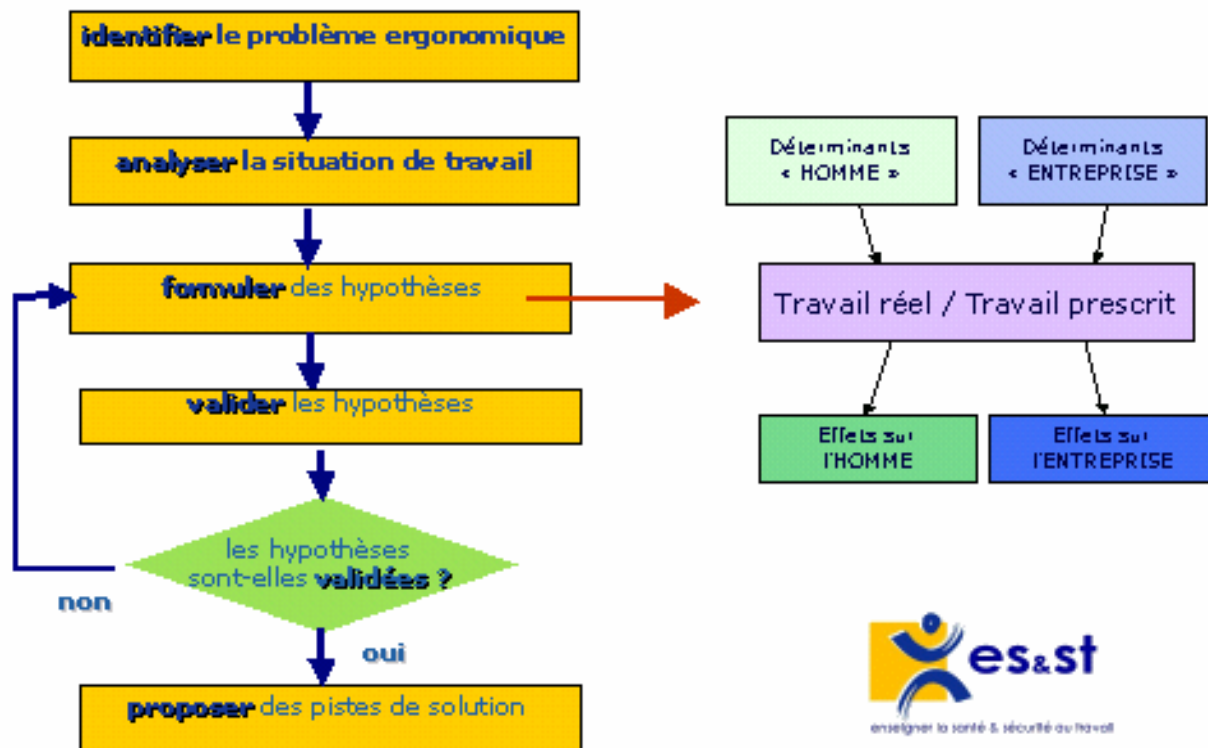 identifier le problème ergonomique
analyser la situation de travail
formuler des hypothèses
valider les hypothèses
les hypothèses
sont-elles validées ?
non
oui
proposer des pistes de solution
Déterminants
« HOMME »
Déterminants
« ENTREPRISE »
Travail réel / Travail prescrit
Effets sur
l'HOMME
Effets sur
l'ENTREPRISE
es&st
enseigner la santé & sécurité au travail